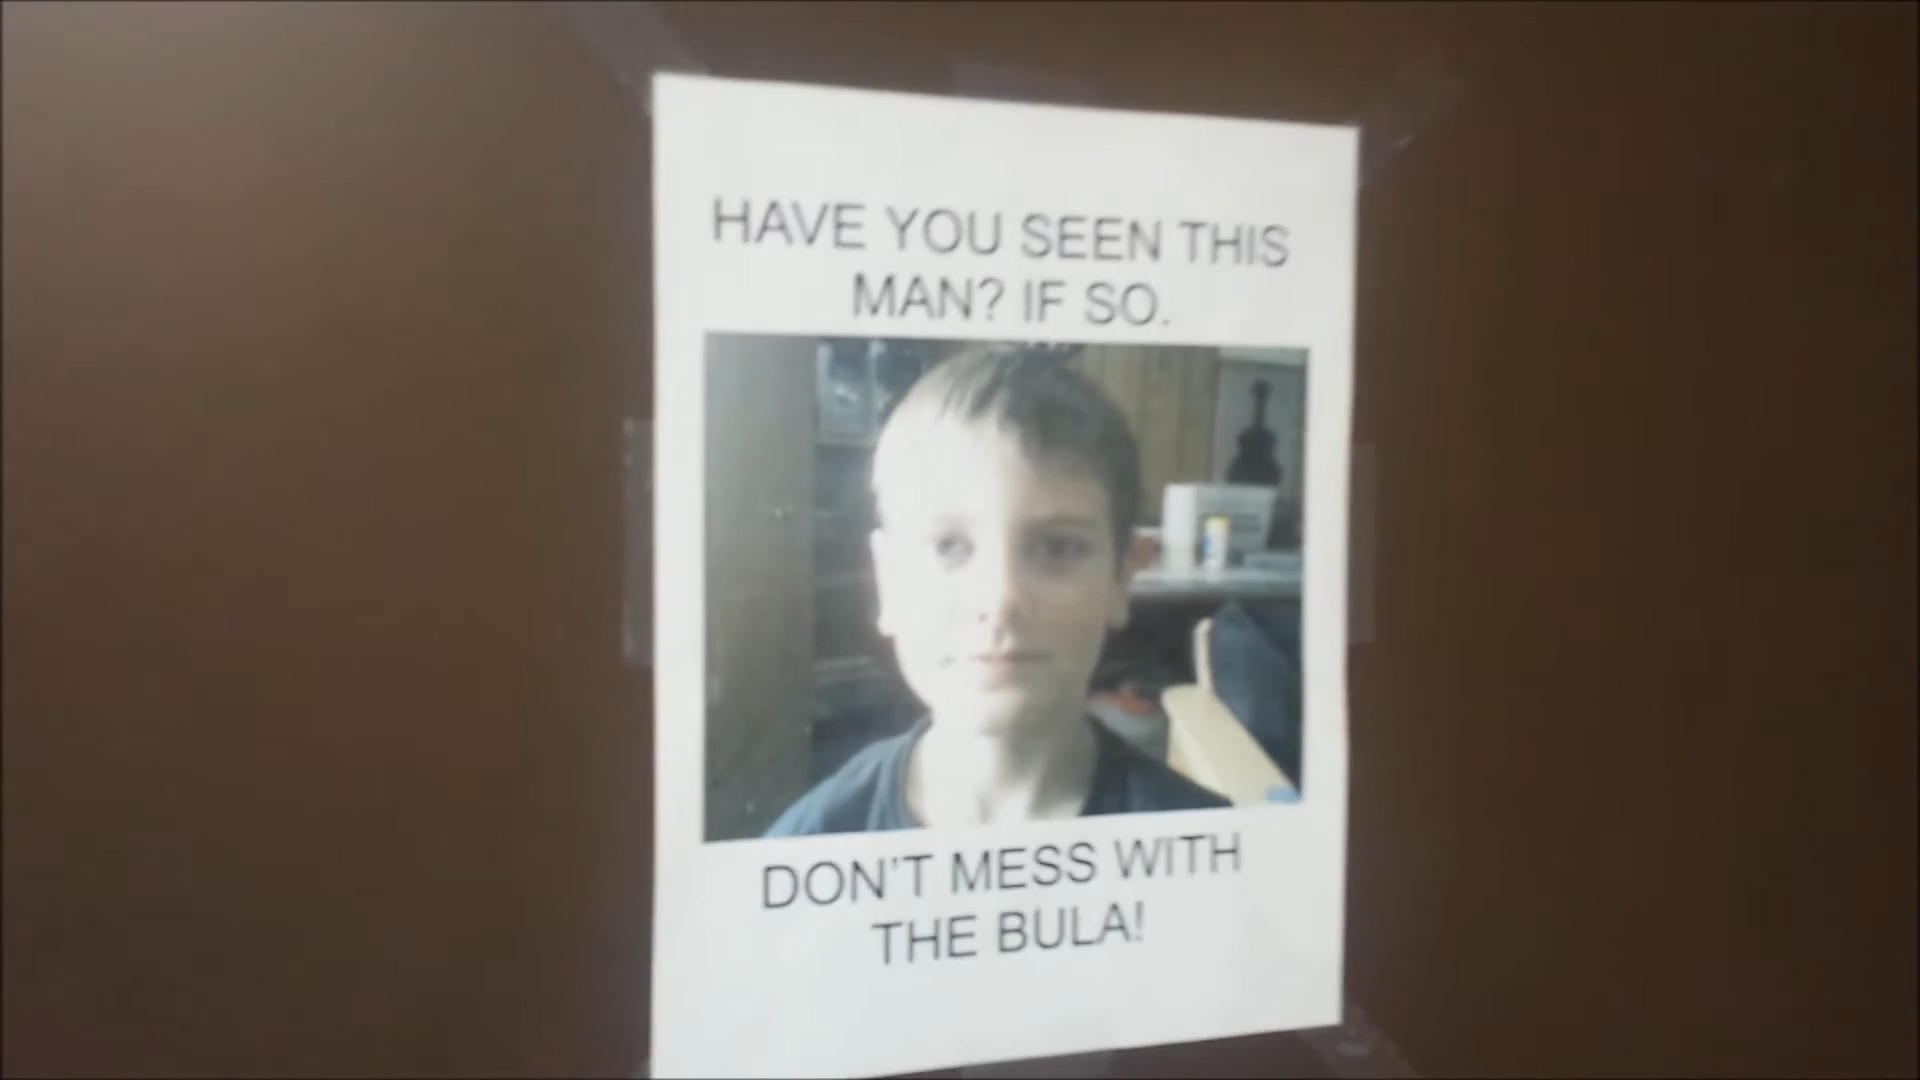 HAVE YOU SEEN THIS
MAN? IF SO.
DON'T MESS WITH
THE BULA!